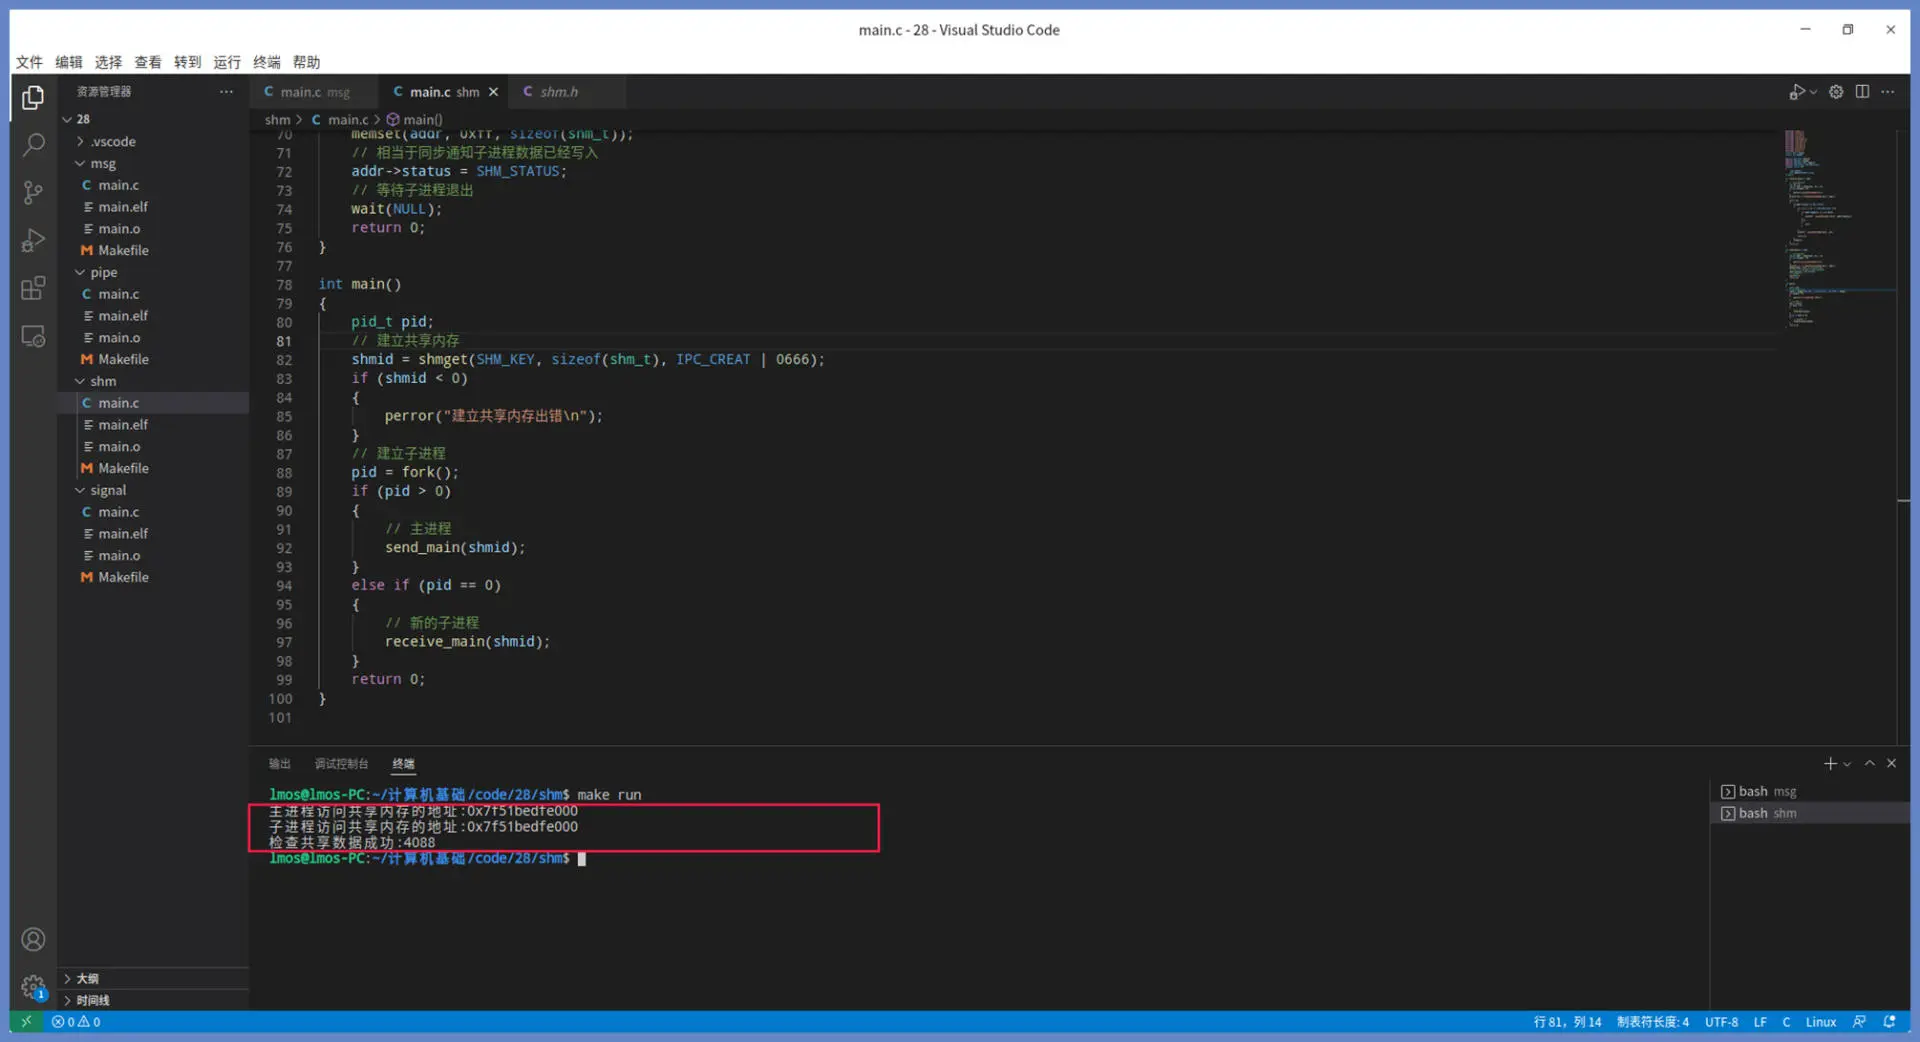 main.c - 28 - Visual Studio Code
文件 编辑 选择 查看 转到 运行 终端 帮助
资源管理器
28
.vscode
msg
main.c
main.elf
main.o
Makefile
pipe
main.c
main.elf
main.o
Makefile
shm
main.c
main.elf
main.o
Makefile
signal
main.c
main.elf
main.o
Makefile
大纲
时间线
C main.c msg
C main.c shm
C shm.h
shm > C main.c > main()
70 memset(addr, 0xff, sizeof(shm_t));
71 // 相当于同步通知子进程数据已经写入
72 addr->status = SHM_STATUS;
73 // 等待子进程退出
74 wait(NULL);
75 return 0;
76 }
77
78 int main()
79 {
80 pid_t pid;
81 // 建立共享内存
82 shmid = shmget(SHM_KEY, sizeof(shm_t), IPC_CREAT | 0666);
83 if (shmid < 0)
84 {
85 perror("建立共享内存出错\n");
86 }
87 // 建立子进程
88 pid = fork();
89 if (pid > 0)
90 {
91 // 主进程
92 send_main(shmid);
93 }
94 else if (pid == 0)
95 {
96 // 新的子进程
97 receive_main(shmid);
98 }
99 return 0;
100 }
101
输出 调试控制台 终端
lmos@lmos-PC:~/计算机基础/code/28/shm$ make run
主进程访问共享内存的地址:0x7f51bedfe000
子进程访问共享内存的地址:0x7f51bedfe000
检查共享数据成功:4088
lmos@lmos-PC:~/计算机基础/code/28/shm$
bash msg
bash shm
1
0 0
行 81，列 14 制表符长度: 4 UTF-8 LF C Linux